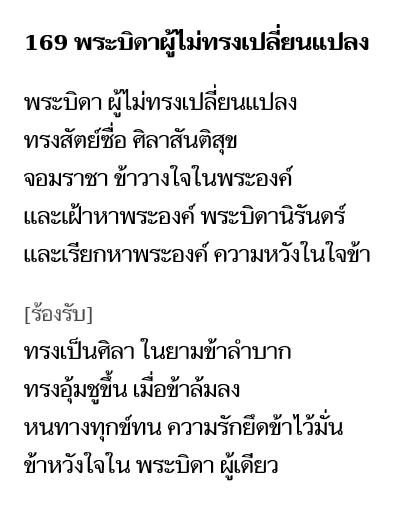 169 พระบิดาผู้ไม่ทรงเปลี่ยนแปลง
พระบิดา ผู้ไม่ทรงเปลี่ยนแปลง
ทรงสัตย์ซื่อ ศิลาสันติสุข
จอมราชา ข้าวางใจในพระองค์
และเฝ้าหาพระองค์ พระบิดานิรันดร์
และเรียกหาพระองค์ ความหวังในใจข้า
[ร้องรับ]
ทรงเป็นศิลา ในยามข้าลำบาก
ทรงอุ้มชูขึ้น เมื่อข้าล้มลง
หนทางทุกข์ทน ความรักยึดข้าไว้มั่น
ข้าหวังใจใน พระบิดา ผู้เดียว